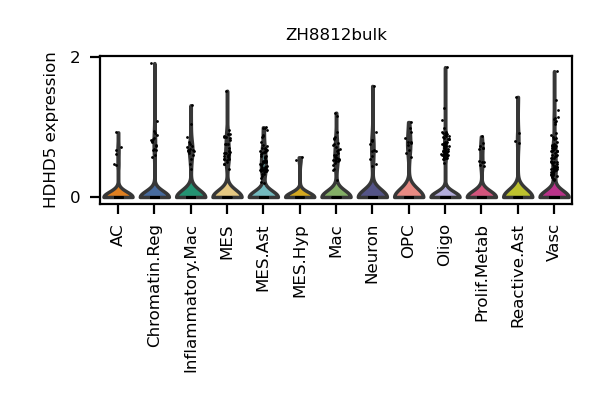 ZH8812bulk
HDHD5 expression
2
0
AC
Chromatin.Reg
Inflammatory.Mac
MES
MES.Ast
MES.Hyp
Mac
Neuron
OPC
Oligo
Prolif.Metab
Reactive.Ast
Vasc